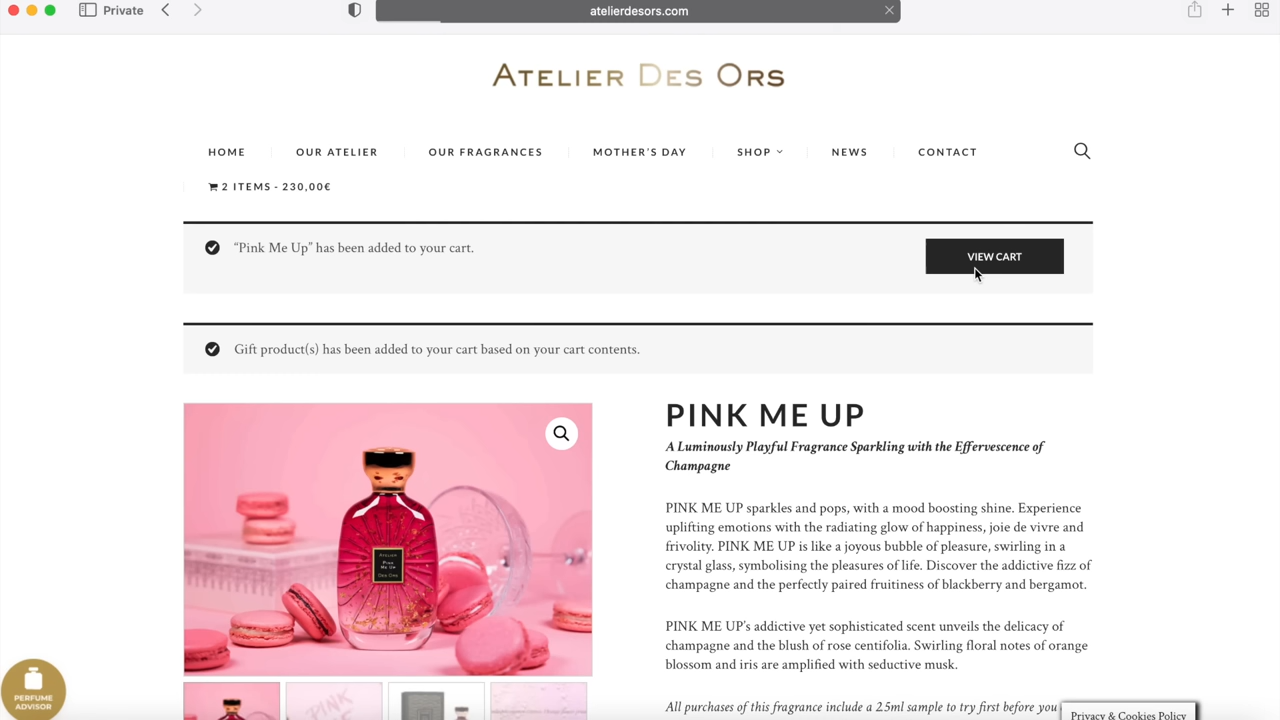 Private
atelierdesors.com
ATELIER DES ORS
HOME
OUR ATELIER
OUR FRAGRANCES
MOTHER'S DAY
SHOP
NEWS
CONTACT
2 ITEMS - 230,00€
“Pink Me Up” has been added to your cart.
VIEW CART
Gift product(s) has been added to your cart based on your cart contents.
PINK ME UP
A Luminously Playful Fragrance Sparkling with the Effervescence of
Champagne
PINK ME UP sparkles and pops, with a mood boosting shine. Experience
uplifting emotions with the radiating glow of happiness, joie de vivre and
frivolity. PINK ME UP is like a joyous bubble of pleasure, swirling in a
crystal glass, symbolising the pleasures of life. Discover the addictive fizz of
champagne and the perfectly paired fruitiness of blackberry and bergamot.
PINK ME UP's addictive yet sophisticated scent unveils the delicacy of
champagne and the blush of rose centifolia. Swirling floral notes of orange
blossom and iris are amplified with seductive musk.
All purchases of this fragrance include a 2.5ml sample to try first before you
ATELIER
PINK
ME UP
DES ORS
PERFUME
ADVISOR
PINK
Privacy & Cookies Policy